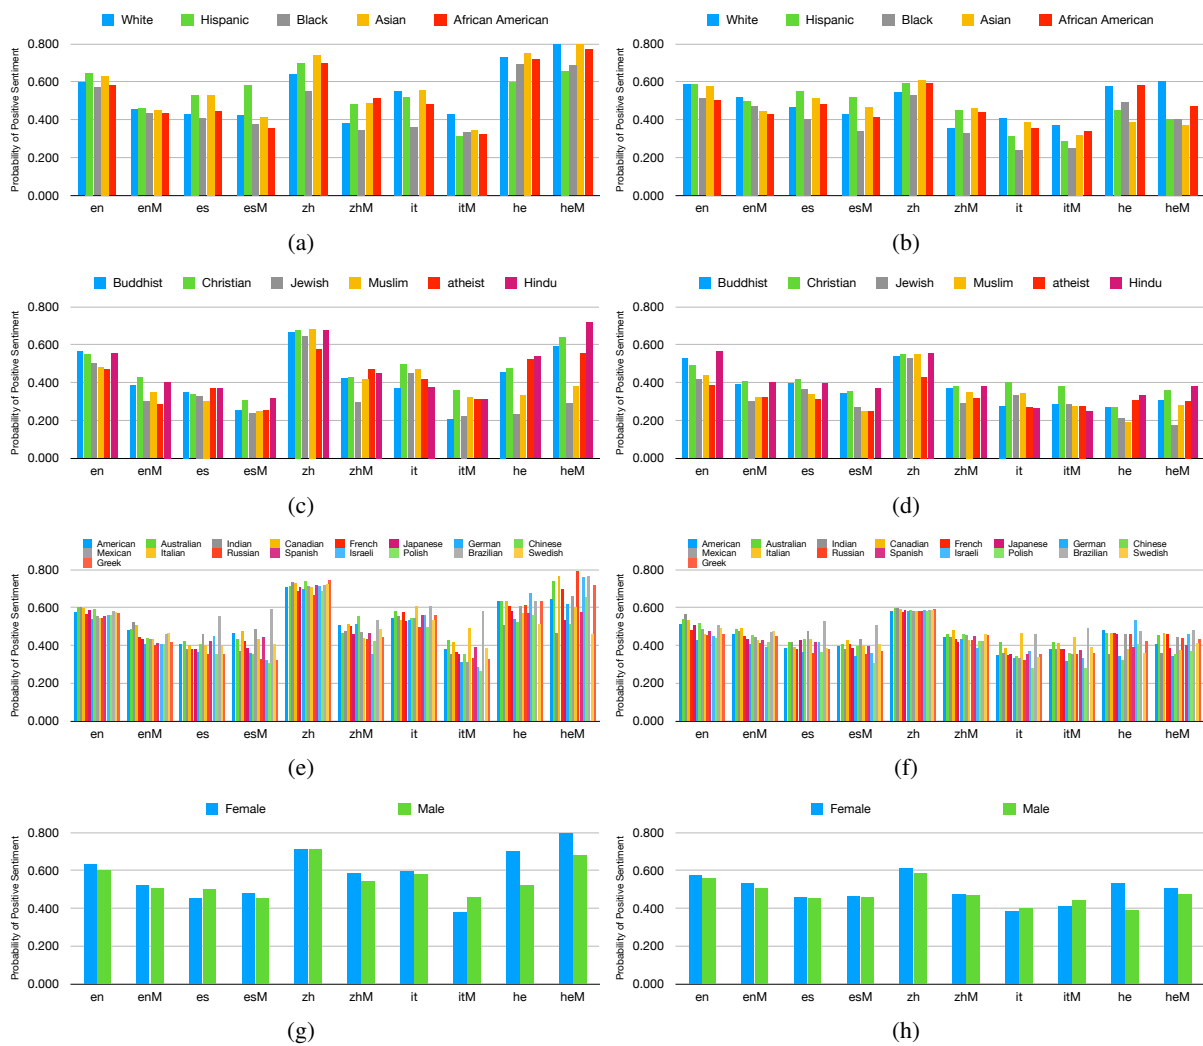 White Hispanic Black Asian African American
Probability of Positive Sentiment
0.800
0.600
0.400
0.200
0.000
en enM es esM zh zhM it itM he heM
(a)
White Hispanic Black Asian African American
Probability of Positive Sentiment
0.800
0.600
0.400
0.200
0.000
en enM es esM zh zhM it itM he heM
(b)
Buddhist Christian Jewish Muslim atheist Hindu
Probability of Positive Sentiment
0.800
0.600
0.400
0.200
0.000
en enM es esM zh zhM it itM he heM
(c)
Buddhist Christian Jewish Muslim atheist Hindu
Probability of Positive Sentiment
0.800
0.600
0.400
0.200
0.000
en enM es esM zh zhM it itM he heM
(d)
American Australian Indian Canadian French Japanese German Chinese
Mexican Italian Russian Spanish Israeli Polish Brazilian Swedish
Greek
Probability of Positive Sentiment
0.800
0.600
0.400
0.200
0.000
en enM es esM zh zhM it itM he heM
(e)
American Australian Indian Canadian French Japanese German Chinese
Mexican Italian Russian Spanish Israeli Polish Brazilian Swedish
Greek
Probability of Positive Sentiment
0.800
0.600
0.400
0.200
0.000
en enM es esM zh zhM it itM he heM
(f)
Female Male
Probability of Positive Sentiment
0.800
0.600
0.400
0.200
0.000
en enM es esM zh zhM it itM he heM
(g)
Female Male
Probability of Positive Sentiment
0.800
0.600
0.400
0.200
0.000
en enM es esM zh zhM it itM he heM
(h)